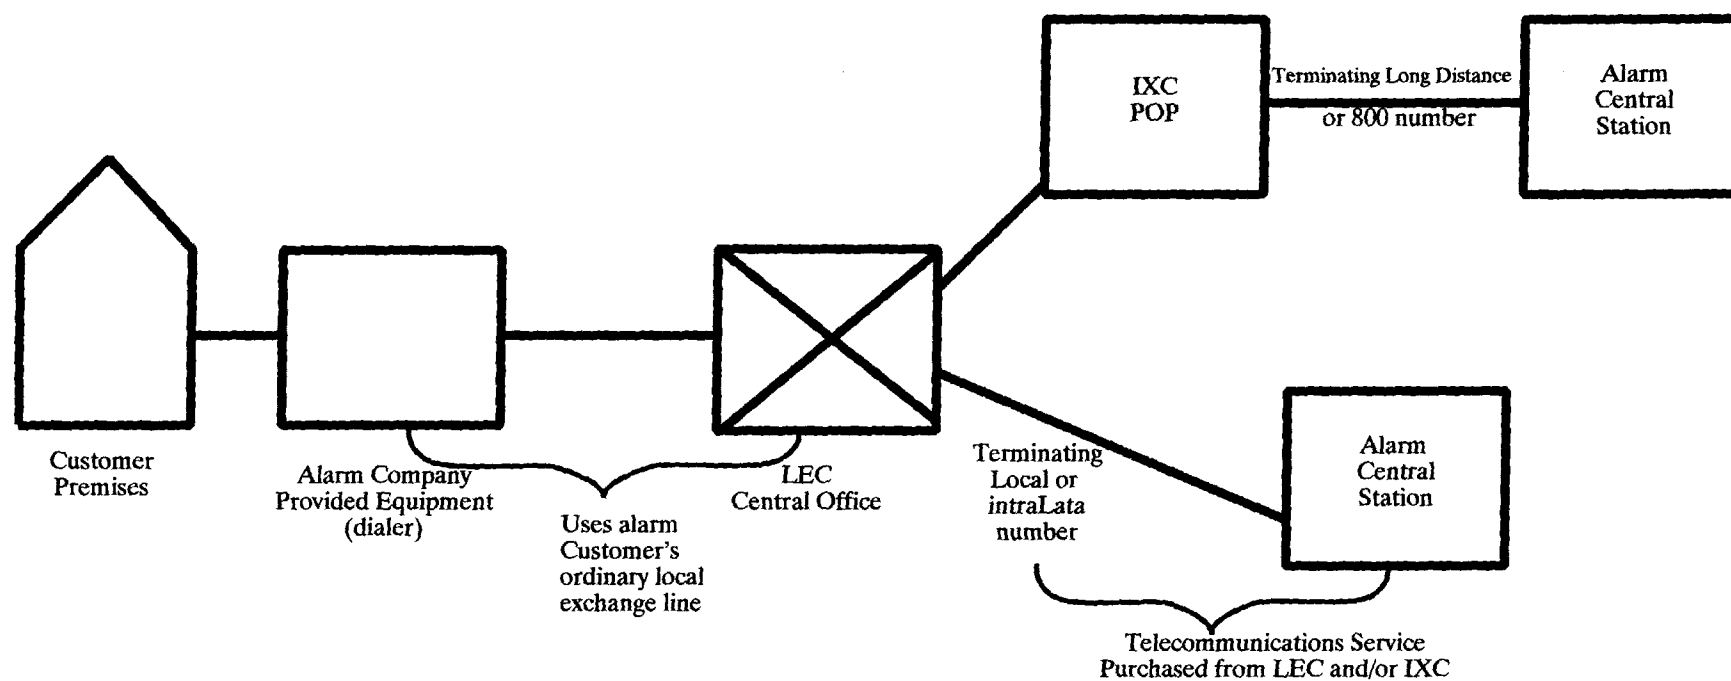 IXC
POP
Terminating Long Distance
or 800 number
Alarm
Central
Station
Customer
Premises
Alarm Company
Provided Equipment
(dialer)
Uses alarm
Customer's
ordinary local
exchange line
LEC
Central Office
Terminating
Local or
intraLata
number
Alarm
Central
Station
Telecommunications Service
Purchased from LEC and/or IXC